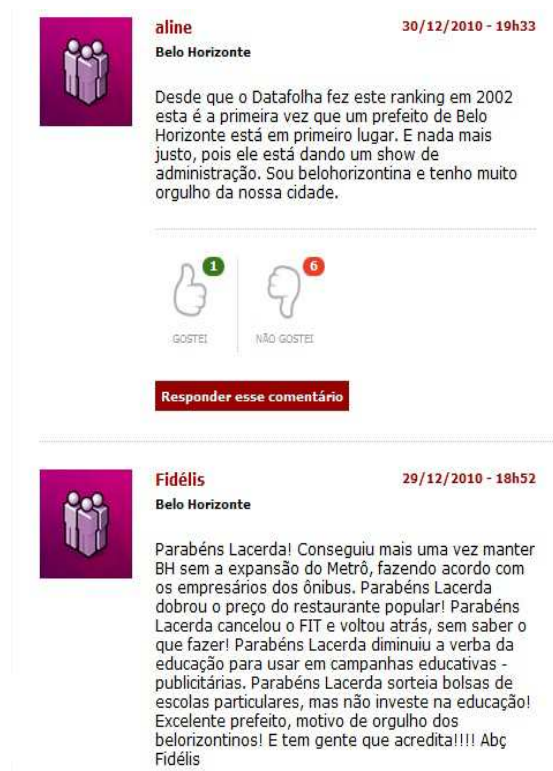 aline 30/12/2010 - 19h33
Belo Horizonte
Desde que o Datafolha fez este ranking em 2002
esta é a primeira vez que um prefeito de Belo
Horizonte está em primeiro lugar. E nada mais
justo, pois ele está dando um show de
administração. Sou belohorizontina e tenho muito
orgulho da nossa cidade.
1 6
GOSTEI NÃO GOSTEI
Responder esse comentário
Fidélis 29/12/2010 - 18h52
Belo Horizonte
Parabéns Lacerda! Conseguiu mais uma vez manter
BH sem a expansão do Metrô, fazendo acordo com
os empresários dos ônibus. Parabéns Lacerda
dobrou o preço do restaurante popular! Parabéns
Lacerda cancelou o FIT e voltou atrás, sem saber o
que fazer! Parabéns Lacerda diminuiu a verba da
educação para usar em campanhas educativas -
publicitárias. Parabéns Lacerda sorteia bolsas de
escolas particulares, mas não investe na educação!
Excelente prefeito, motivo de orgulho dos
belorizontinos! E tem gente que acredita!!!! Abç
Fidélis